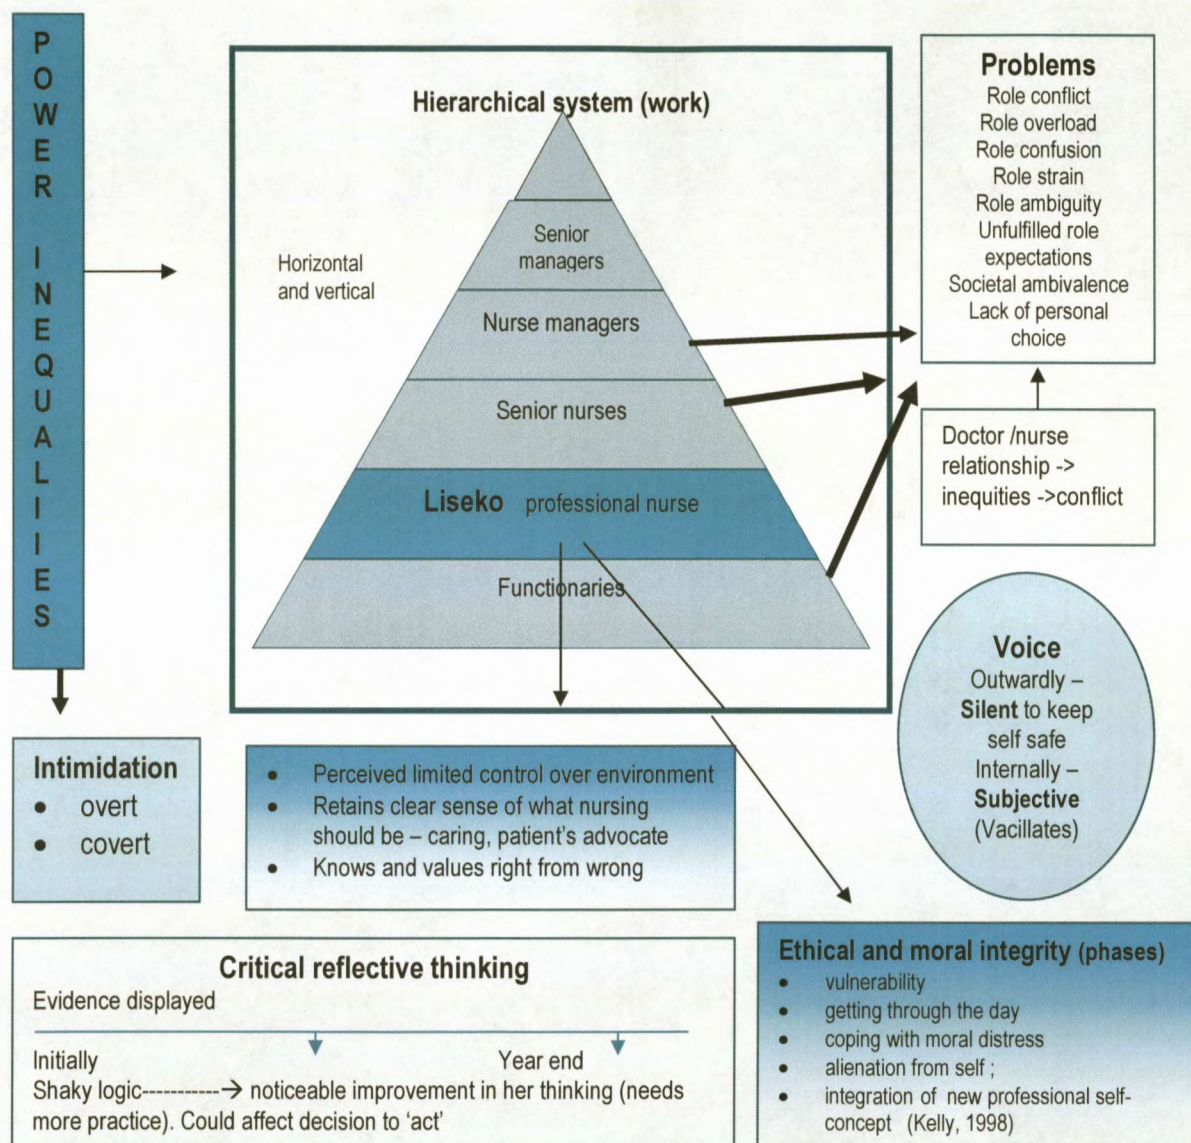 POWER INEQUALIIES
Hierarchical system (work)
Senior
managers
Horizontal
and vertical
Nurse managers
Senior nurses
Liseko professional nurse
Functionaries
Problems
Role conflict
Role overload
Role confusion
Role strain
Role ambiguity
Unfulfilled role
expectations
Societal ambivalence
Lack of personal
choice
Doctor /nurse
relationship ->
inequities ->conflict
Voice
Outwardly –
Silent to keep
self safe
Internally –
Subjective
(Vacillates)
Intimidation
• overt
• covert
• Perceived limited control over environment
• Retains clear sense of what nursing
should be – caring, patient's advocate
• Knows and values right from wrong
Critical reflective thinking
Evidence displayed
Initially Year end
Shaky logic----------→ noticeable improvement in her thinking (needs
more practice). Could affect decision to 'act'
Ethical and moral integrity (phases)
• vulnerability
• getting through the day
• coping with moral distress
• alienation from self ;
• integration of new professional self-
concept (Kelly, 1998)